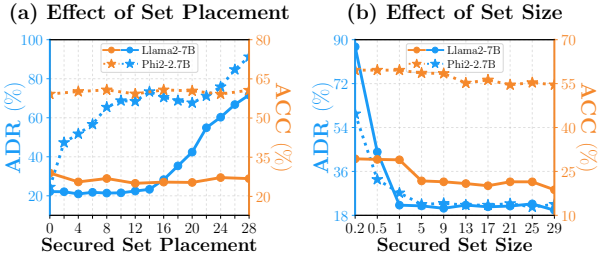 (a) Effect of Set Placement
100
80
60
40
20
ADR (%)
80
65
50
35
20
ACC (%)
Llama2-7B
Phi2-2.7B
0 4 8 12 16 20 24 28
Secured Set Placement
(b) Effect of Set Size
90
72
54
36
18
ADR (%)
70
55
40
25
10
ACC (%)
Llama2-7B
Phi2-2.7B
0.2 0.5 1 5 9 13 17 21 25 29
Secured Set Size